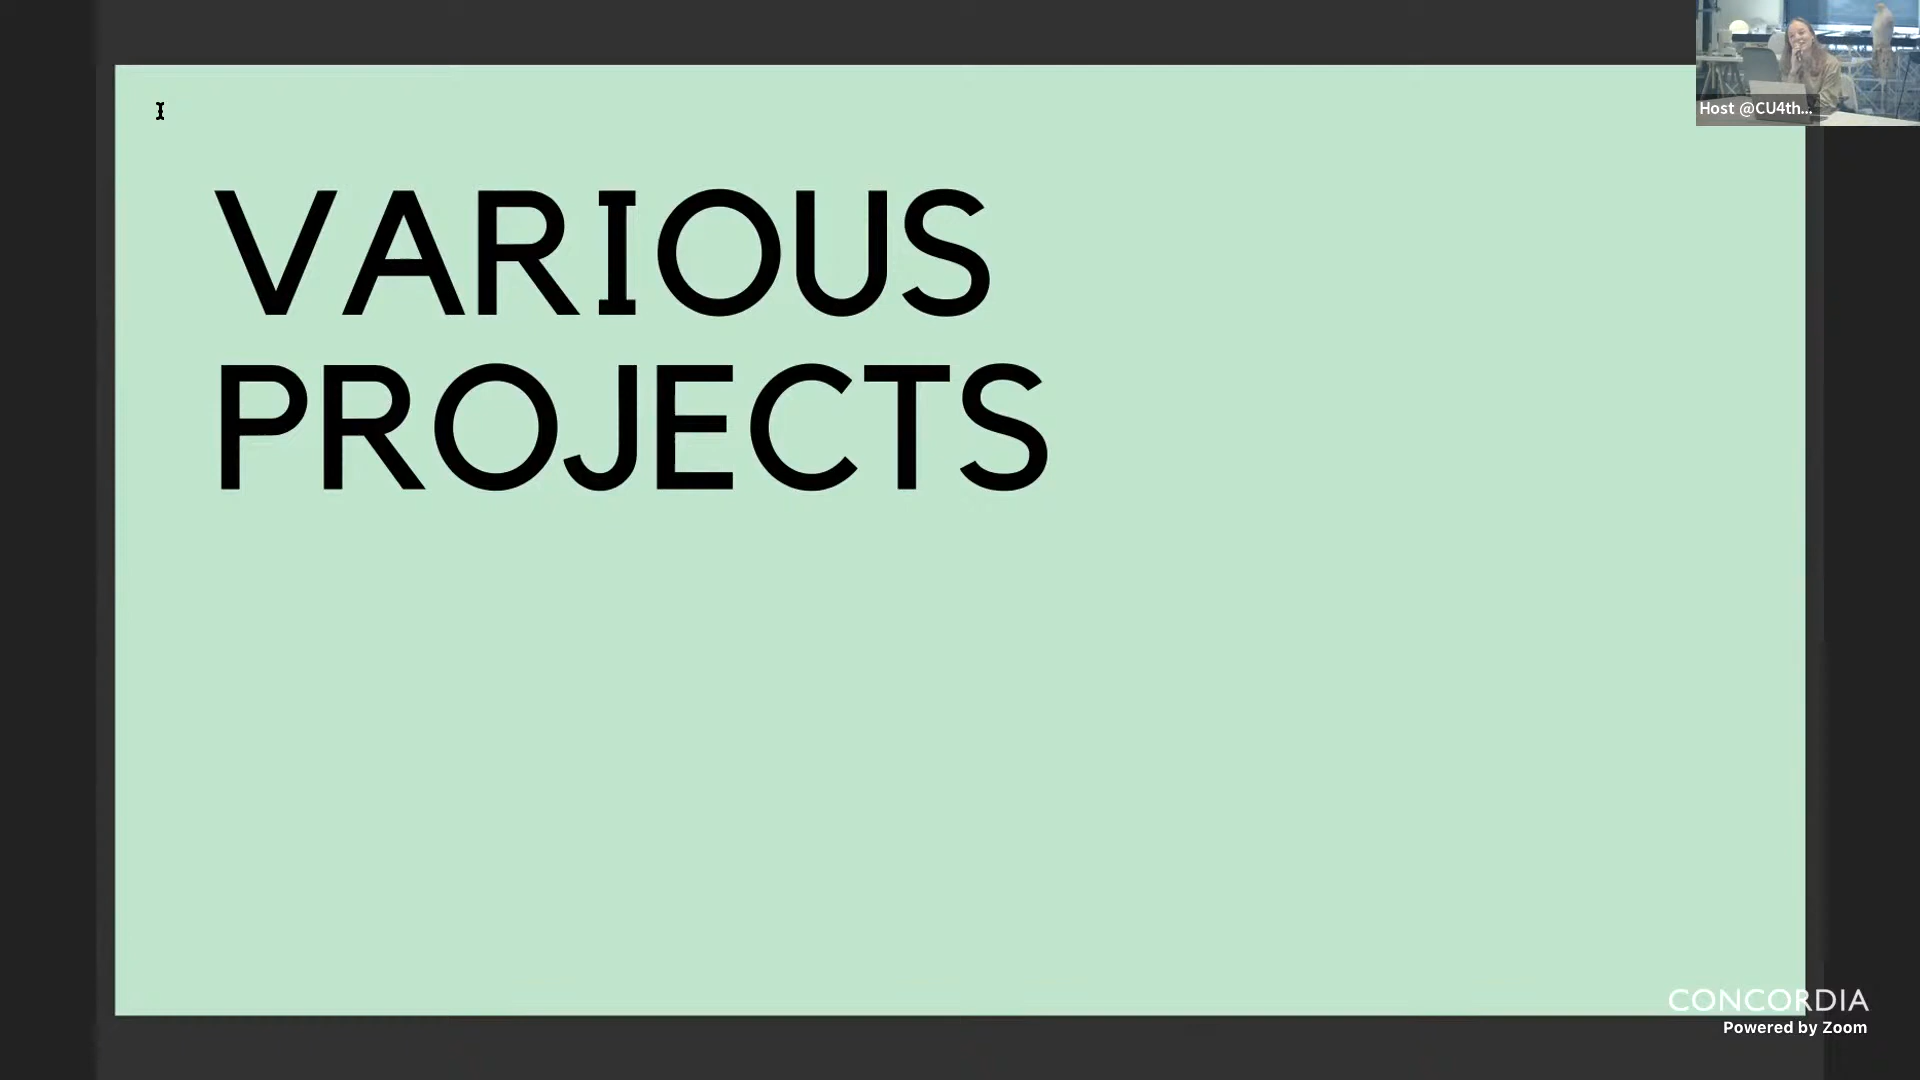 Host @CU4th...
VARIOUS
PROJECTS
CONCORDIA
Powered by Zoom